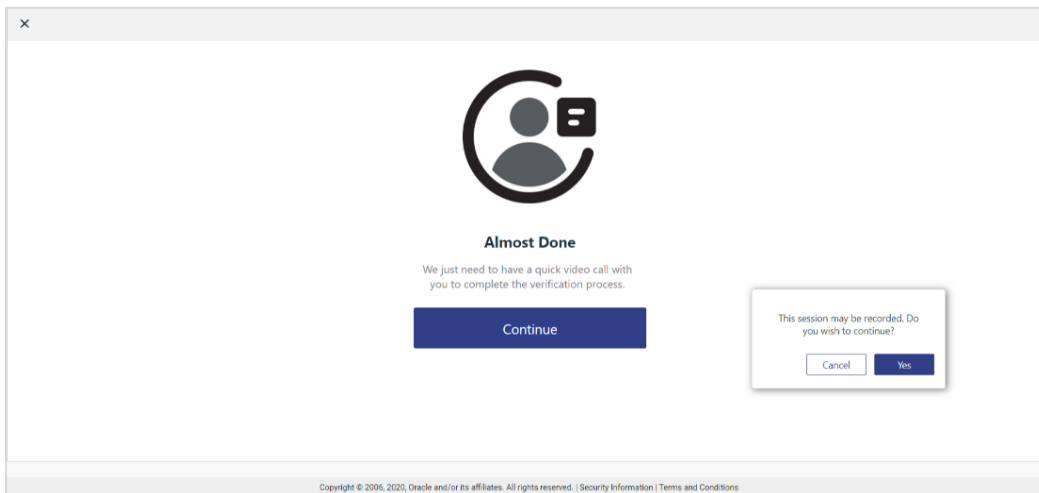 Almost Done
We just need to have a quick video call with
you to complete the verification process.
Continue
This session may be recorded. Do
you wish to continue?
Cancel Yes
Copyright © 2006, 2020, Oracle and/or its affiliates. All rights reserved. | Security Information | Terms and Conditions